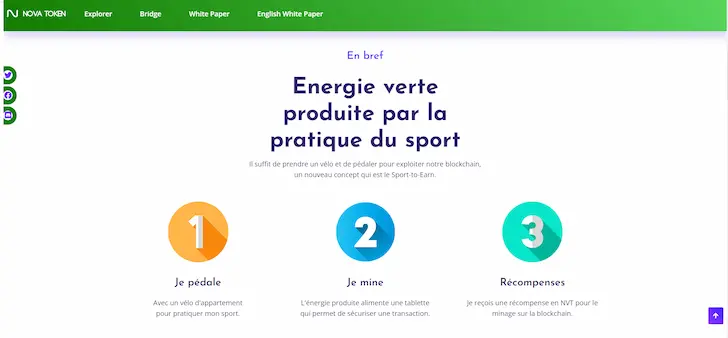 NOVA TOKEN Explorer Bridge White Paper English White Paper
En bref
Energie verte
produite par la
pratique du sport
Il suffit de prendre un vélo et de pédaler pour exploiter notre blockchain,
un nouveau concept qui est le Sport-to-Earn.
1 2 3
Je pédale
Avec un vélo d'appartement
pour pratiquer mon sport.
Je mine
L'énergie produite alimente une tablette
qui permet de sécuriser une transaction.
Récompenses
Je reçois une récompense en NVT pour le
minage sur la blockchain.